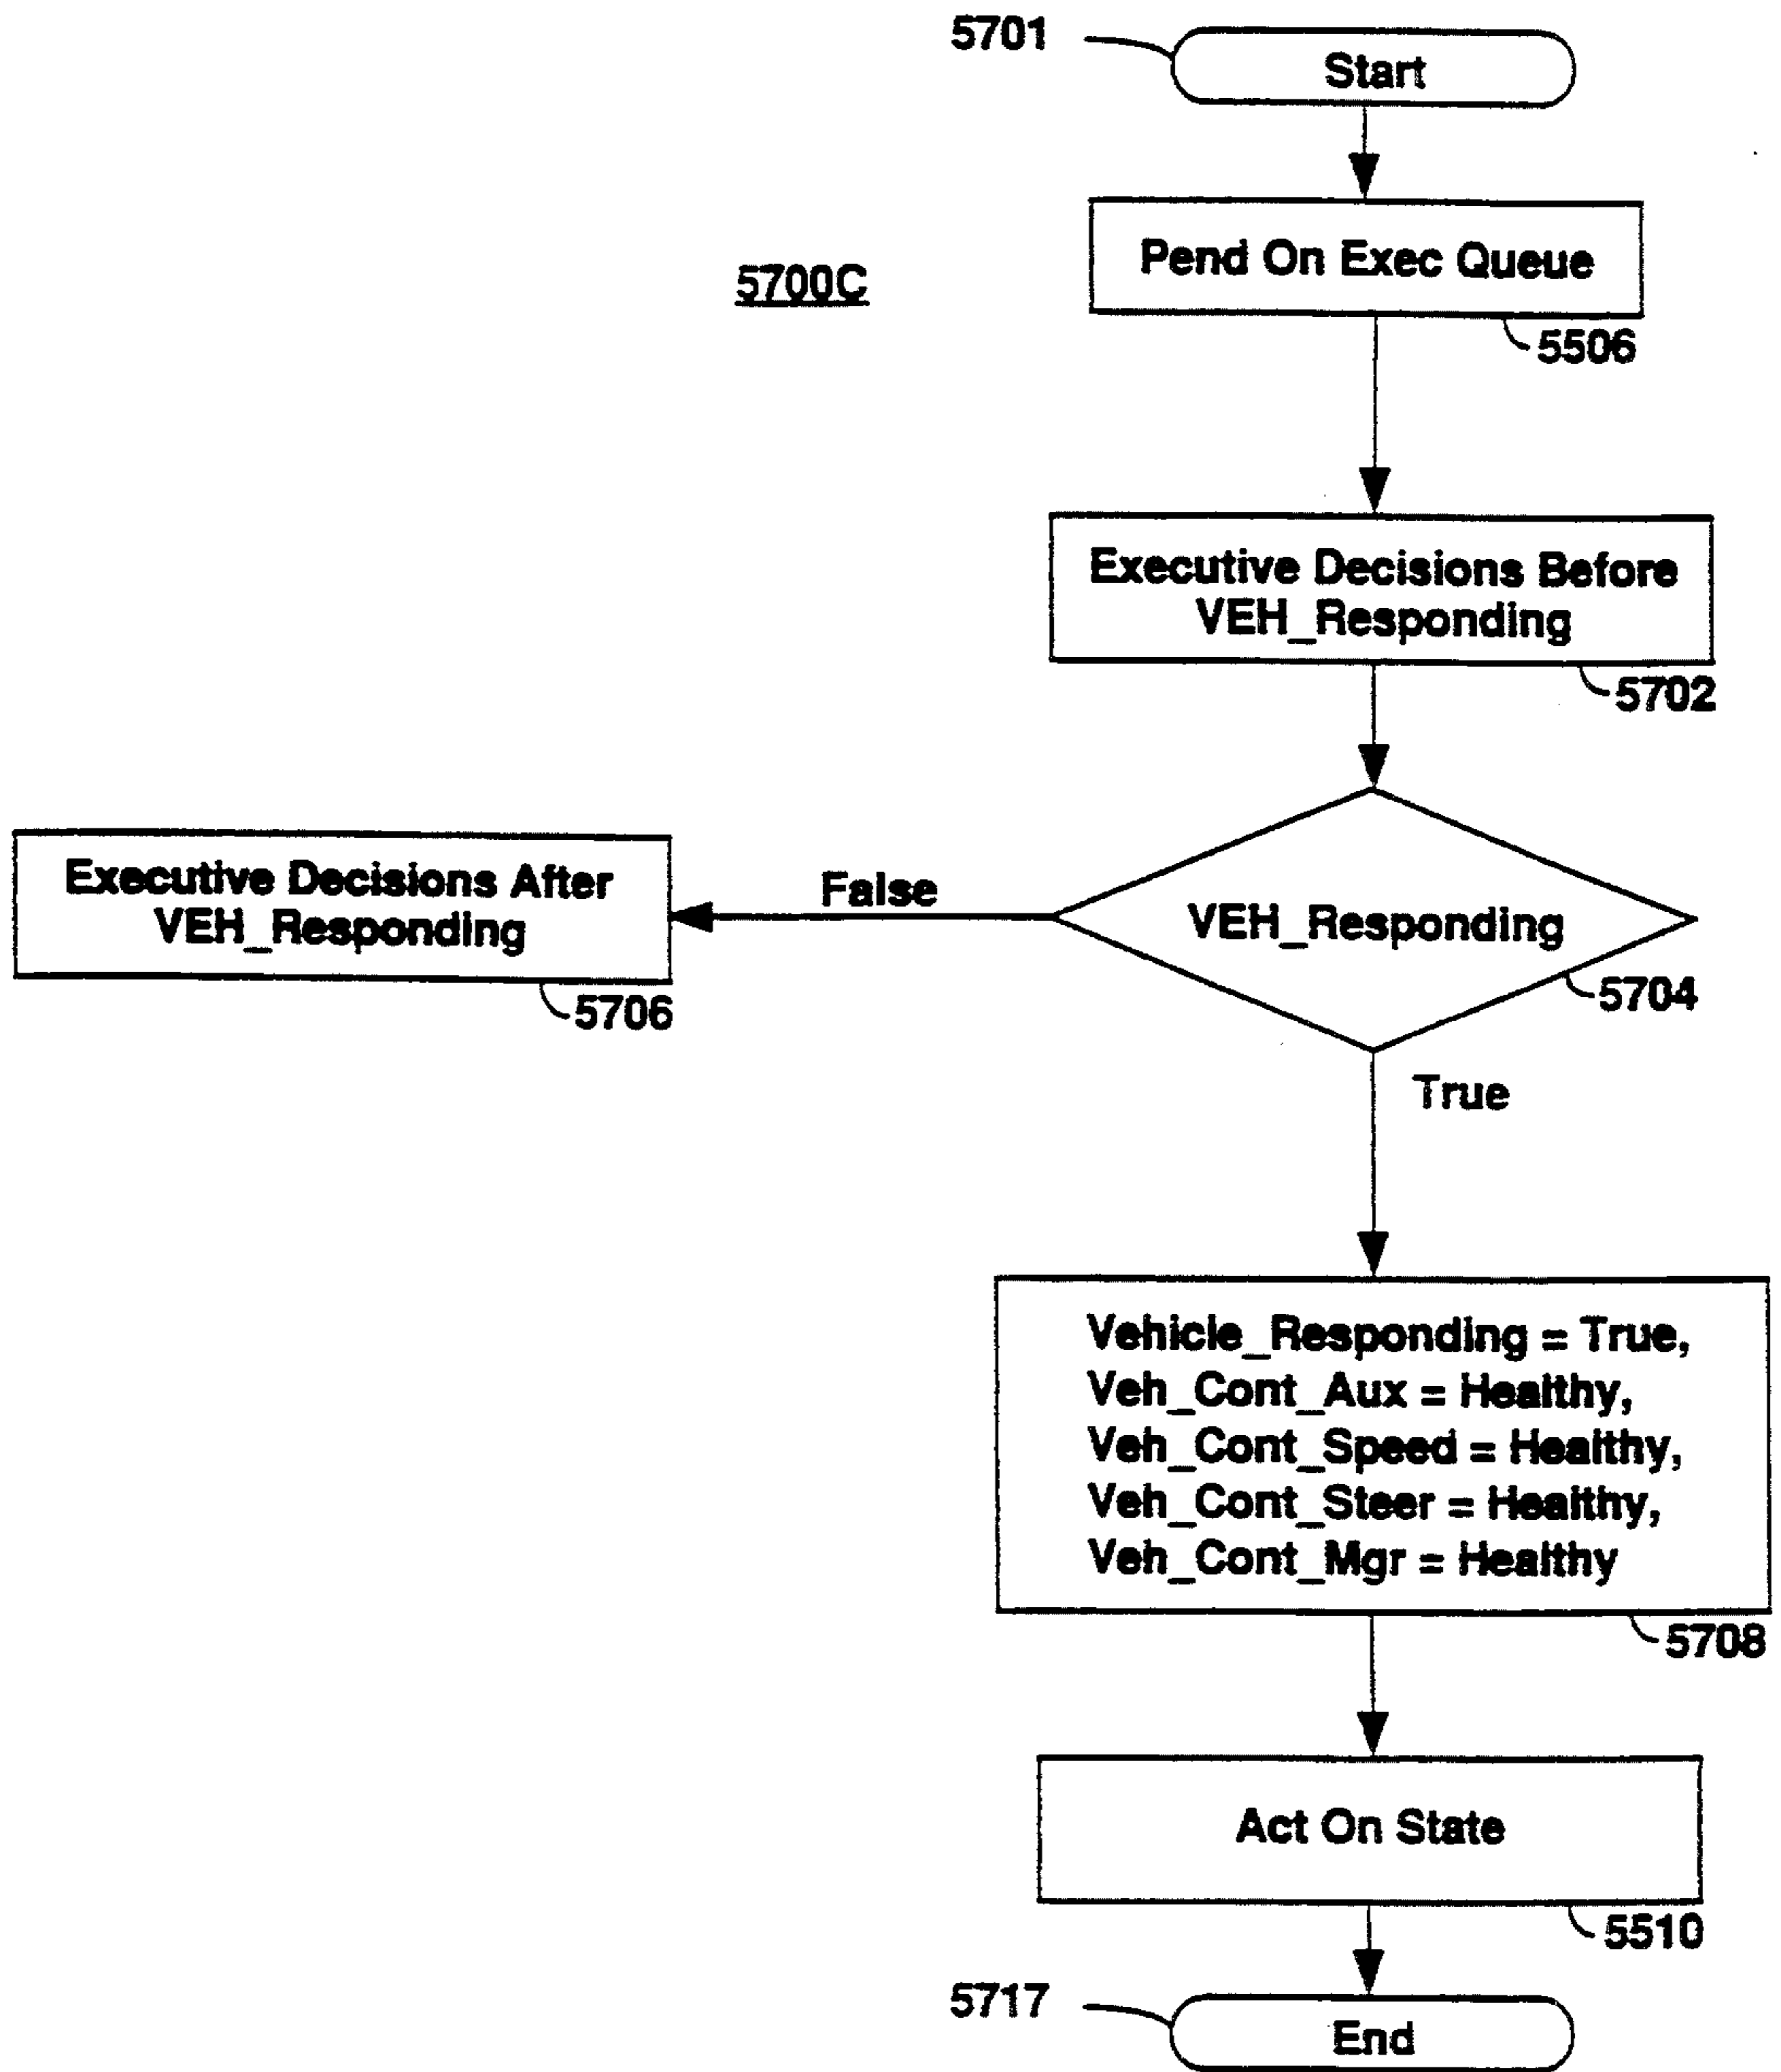 5701
Start
Pend On Exec Queue
5700C
5506
Executive Decisions Before
VEH_Responding
5702
Executive Decisions After
VEH_Responding
False
VEH_Responding
5706
5704
True
Vehicle_Responding = True,
Veh_Cont_Aux = Healthy,
Veh_Cont_Speed = Healthy,
Veh_Cont_Steer = Healthy,
Veh_Cont_Mgr = Healthy
5708
Act On State
5510
5717
End